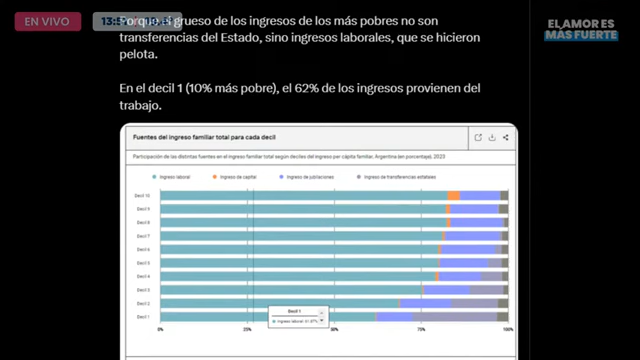 EN VIVO
EL AMOR ES
MÁS FUERTE
Porque el grueso de los ingresos de los más pobres no son
transferencias del Estado, sino ingresos laborales, que se hicieron
pelota.
En el decil 1 (10% más pobre), el 62% de los ingresos provienen del
trabajo.
Fuentes del ingreso familiar total para cada decil
Participación de las distintas fuentes en el ingreso familiar total según deciles del ingreso per cápita familiar. Argentina (en porcentaje). 2023
Ingreso laboral Ingreso de capital Ingreso de jubilaciones Ingreso de transferencias estatales
Decil 10
Decil 9
Decil 8
Decil 7
Decil 6
Decil 5
Decil 4
Decil 3
Decil 2
Decil 1
Decil 1
Ingreso laboral
0% 25% 50% 75% 100%